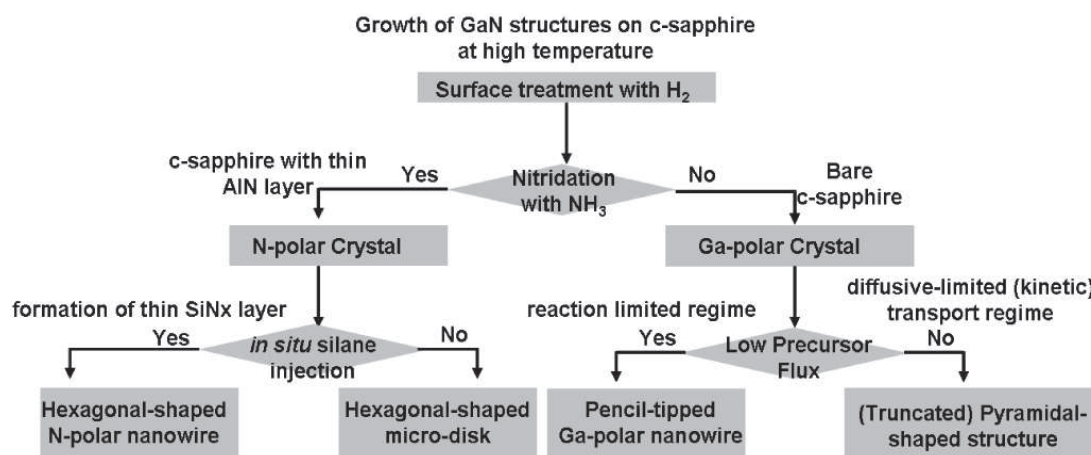 Growth of GaN structures on c-sapphire
at high temperature
Surface treatment with H₂
c-sapphire with thin
AlN layer
Yes
Nitridation
with NH₃
No
Bare
c-sapphire
N-polar Crystal
Ga-polar Crystal
formation of thin SiNx layer
Yes
in situ silane
injection
No
reaction limited regime
Yes
Low Precursor
Flux
diffusive-limited (kinetic)
transport regime
No
Hexagonal-shaped
N-polar nanowire
Hexagonal-shaped
micro-disk
Pencil-tipped
Ga-polar nanowire
(Truncated) Pyramidal-
shaped structure